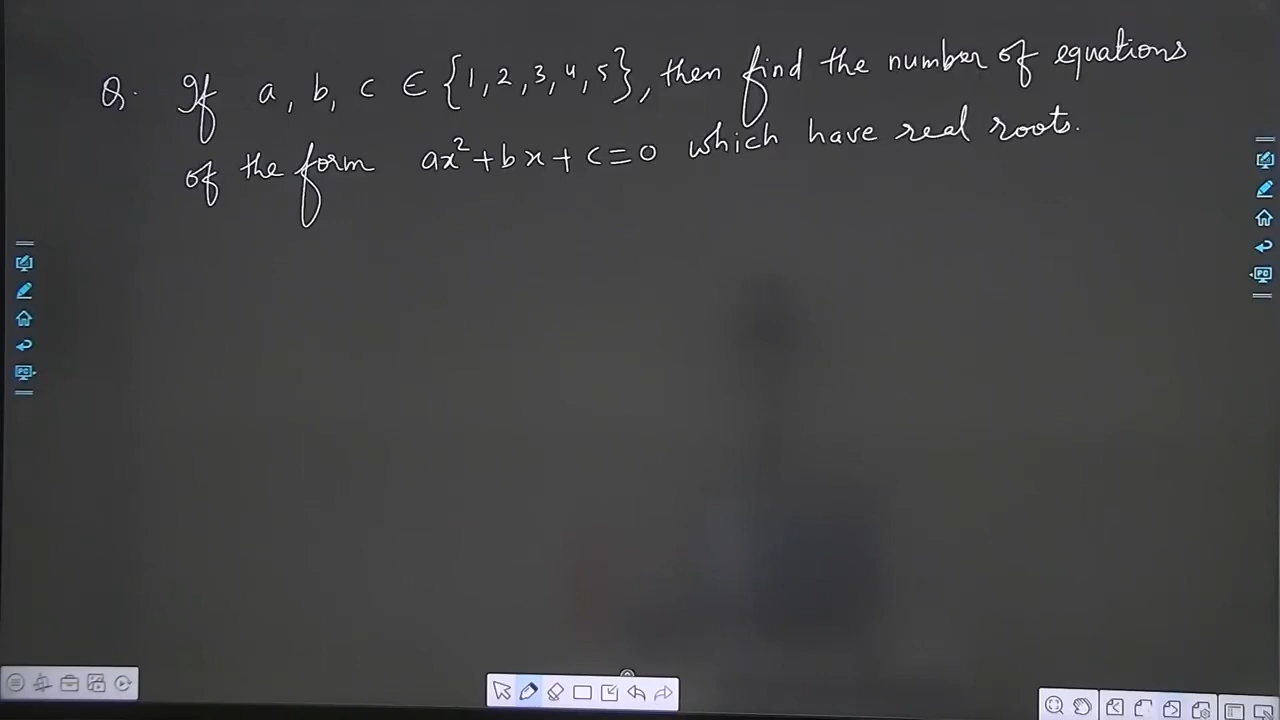 Q. If a, b, c ∈ {1, 2, 3, 4, 5}, then find the number of equations
of the form ax² + bx + c = 0 which have real roots.